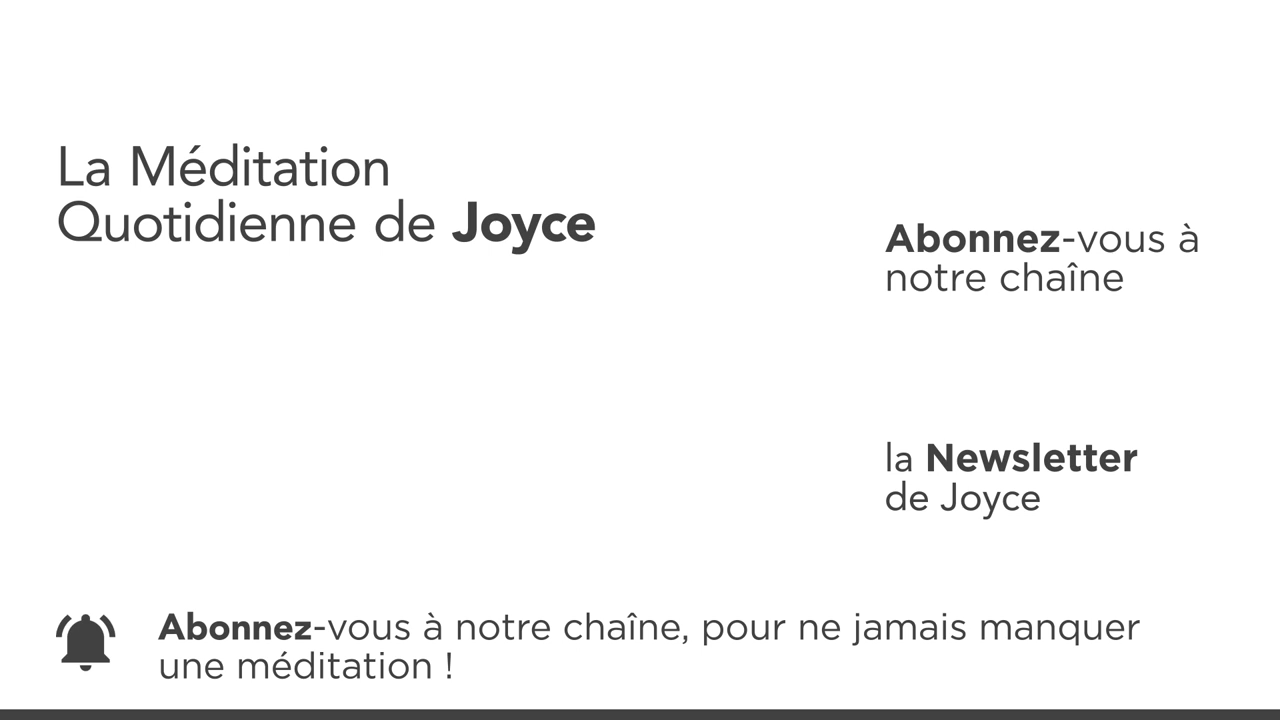 La Méditation
Quotidienne de Joyce
Abonnez-vous à
notre chaîne
la Newsletter
de Joyce
Abonnez-vous à notre chaîne, pour ne jamais manquer
une méditation !